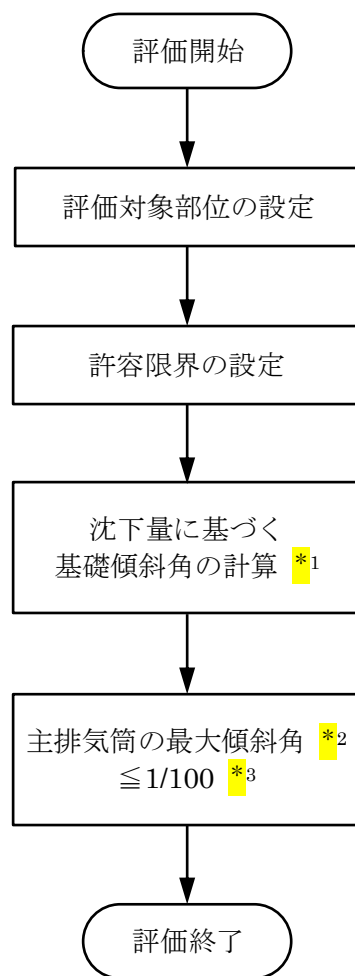 評価開始
評価対象部位の設定
許容限界の設定
沈下量に基づく
基礎傾斜角の計算 *1
主排気筒の最大傾斜角 *2
≦1/100 *3
評価終了